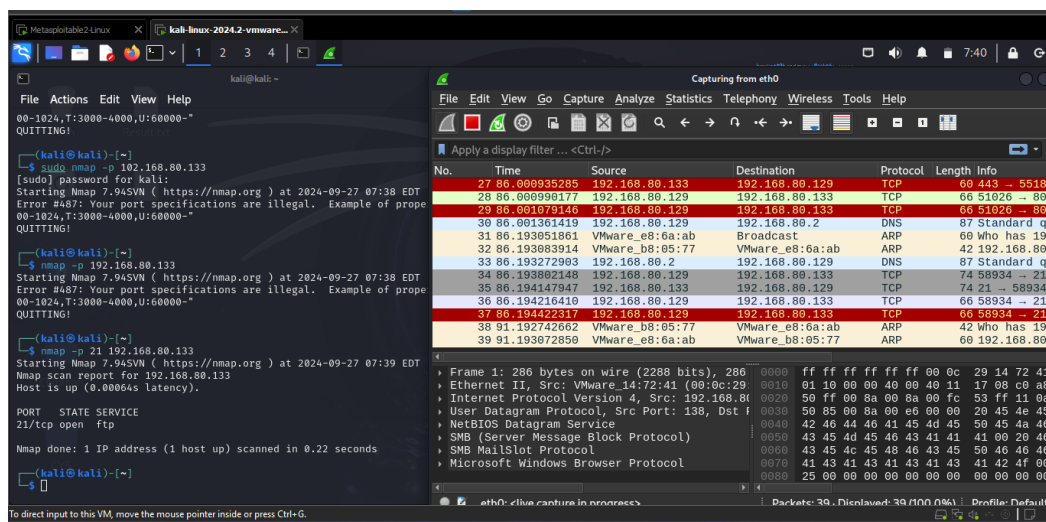 Metasploitable2-Linux
kali-linux-2024.2-vmware...
1 2 3 4
7:40
kali@kali: ~
File Actions Edit View Help
00-1024,T:3000-4000,U:60000-"
QUITTING!
(kali㉿kali)-[~]
$ sudo nmap -p 102.168.80.133
[sudo] password for kali:
Starting Nmap 7.94SVN ( https://nmap.org ) at 2024-09-27 07:38 EDT
Error #487: Your port specifications are illegal. Example of prope
00-1024,T:3000-4000,U:60000-"
QUITTING!
(kali㉿kali)-[~]
$ nmap -p 192.168.80.133
Starting Nmap 7.94SVN ( https://nmap.org ) at 2024-09-27 07:38 EDT
Error #487: Your port specifications are illegal. Example of prope
00-1024,T:3000-4000,U:60000-"
QUITTING!
(kali㉿kali)-[~]
$ nmap -p 21 192.168.80.133
Starting Nmap 7.94SVN ( https://nmap.org ) at 2024-09-27 07:39 EDT
Nmap scan report for 192.168.80.133
Host is up (0.00064s latency).
PORT STATE SERVICE
21/tcp open ftp
Nmap done: 1 IP address (1 host up) scanned in 0.22 seconds
(kali㉿kali)-[~]
$
Capturing from eth0
File Edit View Go Capture Analyze Statistics Telephony Wireless Tools Help
Apply a display filter ... <Ctrl-/>
No. Time Source Destination Protocol Length Info
27 86.000935285 192.168.80.133 192.168.80.129 TCP 60 443 → 5518
28 86.000990177 192.168.80.129 192.168.80.133 TCP 66 51026 → 80
29 86.001079146 192.168.80.129 192.168.80.133 TCP 66 51026 → 80
30 86.001361419 192.168.80.129 192.168.80.2 DNS 87 Standard q
31 86.193051861 VMware_e8:6a:ab Broadcast ARP 60 Who has 19
32 86.193083914 VMware_b8:05:77 VMware_e8:6a:ab ARP 42 192.168.80
33 86.193272903 192.168.80.2 192.168.80.129 DNS 87 Standard q
34 86.193802148 192.168.80.129 192.168.80.133 TCP 74 58934 → 21
35 86.194147947 192.168.80.133 192.168.80.129 TCP 74 21 → 58934
36 86.194216410 192.168.80.129 192.168.80.133 TCP 66 58934 → 21
37 86.194422317 192.168.80.129 192.168.80.133 TCP 66 58934 → 21
38 91.192742662 VMware_b8:05:77 VMware_e8:6a:ab ARP 42 Who has 19
39 91.193072850 VMware_e8:6a:ab VMware_b8:05:77 ARP 60 192.168.80
Frame 1: 286 bytes on wire (2288 bits), 286
Ethernet II, Src: VMware_14:72:41 (00:0c:29:
Internet Protocol Version 4, Src: 192.168.80
User Datagram Protocol, Src Port: 138, Dst P
NetBIOS Datagram Service
SMB (Server Message Block Protocol)
SMB MailSlot Protocol
Microsoft Windows Browser Protocol
0000 ff ff ff ff ff ff 00 0c 29 14 72 41
0010 01 10 00 00 40 00 40 11 17 08 c0 a8
0020 50 ff 00 8a 00 8a 00 fc 53 ff 11 0a
0030 50 85 00 8a 00 e6 00 00 20 45 4e 45
0040 42 46 44 46 41 45 4d 45 50 45 4a 46
0050 43 45 4d 45 46 43 41 41 41 00 20 46
0060 43 45 4c 45 48 46 43 45 50 46 46 46
0070 41 43 41 43 41 43 41 43 41 42 4f 00
0080 25 00 00 00 00 00 00 00 00 00 00 00
eth0: <live capture in progress>
Packets: 39 · Displayed: 39 (100.0%)
Profile: Default
To direct input to this VM, move the mouse pointer inside or press Ctrl+G.